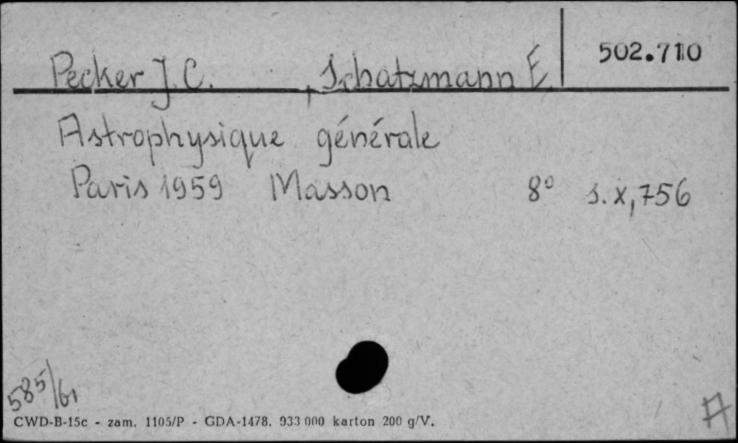 502.710
Pecker J. C. , Schatzmann É.
Astrophysique générale
Paris 1959 Masson 8° s. x, 756
585/61
CWD-B-15c - zam. 1105/P - GDA-1478. 933 000 karton 200 g/V.
A